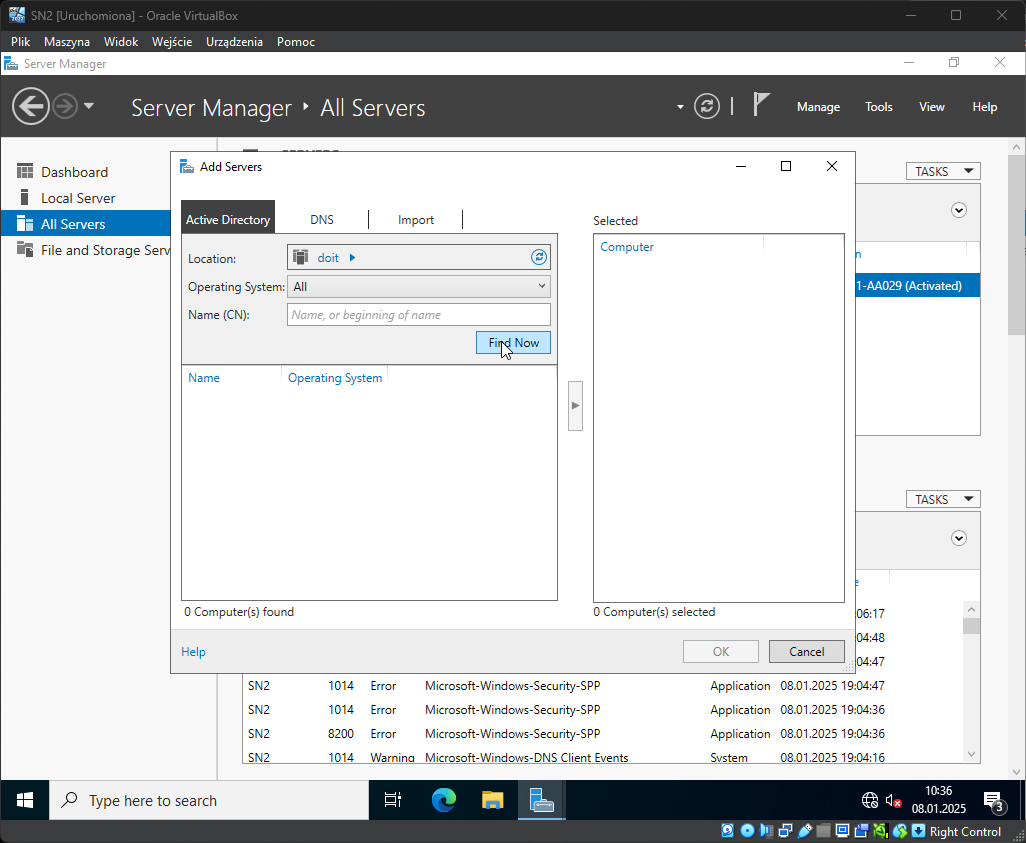 SN2 [Uruchomiona] - Oracle VirtualBox
Plik Maszyna Widok Wejście Urządzenia Pomoc
Server Manager
Server Manager All Servers
Manage Tools View Help
Dashboard
Local Server
All Servers
File and Storage Serv
TASKS
1-AA029 (Activated)
TASKS
Add Servers
Active Directory DNS Import
Location: doit
Operating System: All
Name (CN): Name, or beginning of name
Find Now
Name Operating System
0 Computer(s) found
Selected
Computer
0 Computer(s) selected
Help OK Cancel
06:17
04:48
04:47
SN2 1014 Error Microsoft-Windows-Security-SPP Application 08.01.2025 19:04:47
SN2 1014 Error Microsoft-Windows-Security-SPP Application 08.01.2025 19:04:36
SN2 8200 Error Microsoft-Windows-Security-SPP Application 08.01.2025 19:04:36
SN2 1014 Warning Microsoft-Windows-DNS Client Events System 08.01.2025 19:04:16
Type here to search
10:36
08.01.2025
3
Right Control